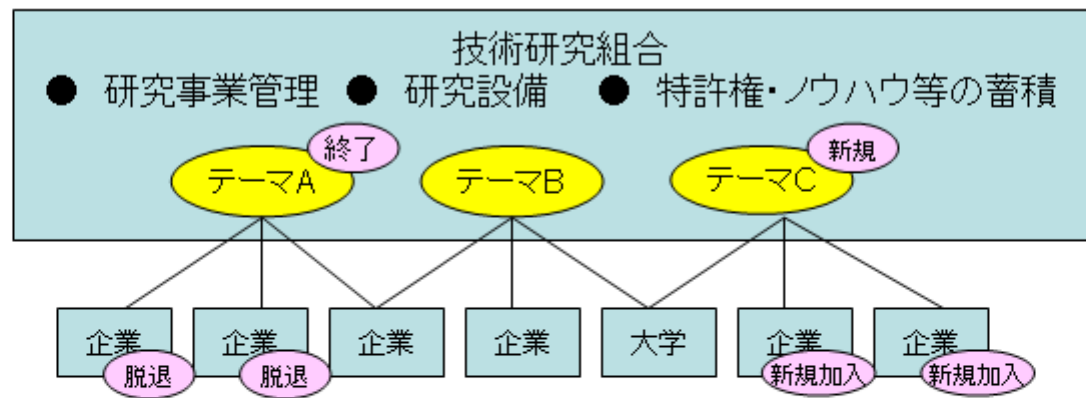 技術研究組合
● 研究事業管理 ● 研究設備 ● 特許権・ノウハウ等の蓄積
終了
新規
テーマA
テーマB
テーマC
企業
企業
企業
企業
大学
企業
企業
脱退
脱退
新規加入
新規加入